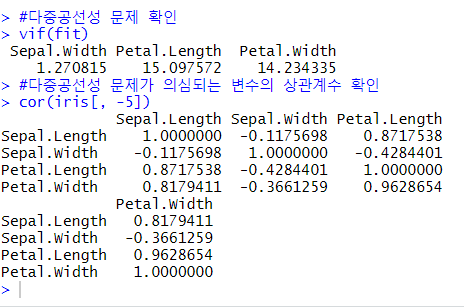 > #다중공선성 문제 확인
> vif(fit)
 Sepal.Width Petal.Length  Petal.Width
    1.270815    15.097572    14.234335
> #다중공선성 문제가 의심되는 변수의 상관계수 확인
> cor(iris[, -5])
             Sepal.Length Sepal.Width Petal.Length
Sepal.Length    1.0000000  -0.1175698    0.8717538
Sepal.Width    -0.1175698   1.0000000   -0.4284401
Petal.Length    0.8717538  -0.4284401    1.0000000
Petal.Width     0.8179411  -0.3661259    0.9628654
             Petal.Width
Sepal.Length   0.8179411
Sepal.Width   -0.3661259
Petal.Length   0.9628654
Petal.Width    1.0000000
>